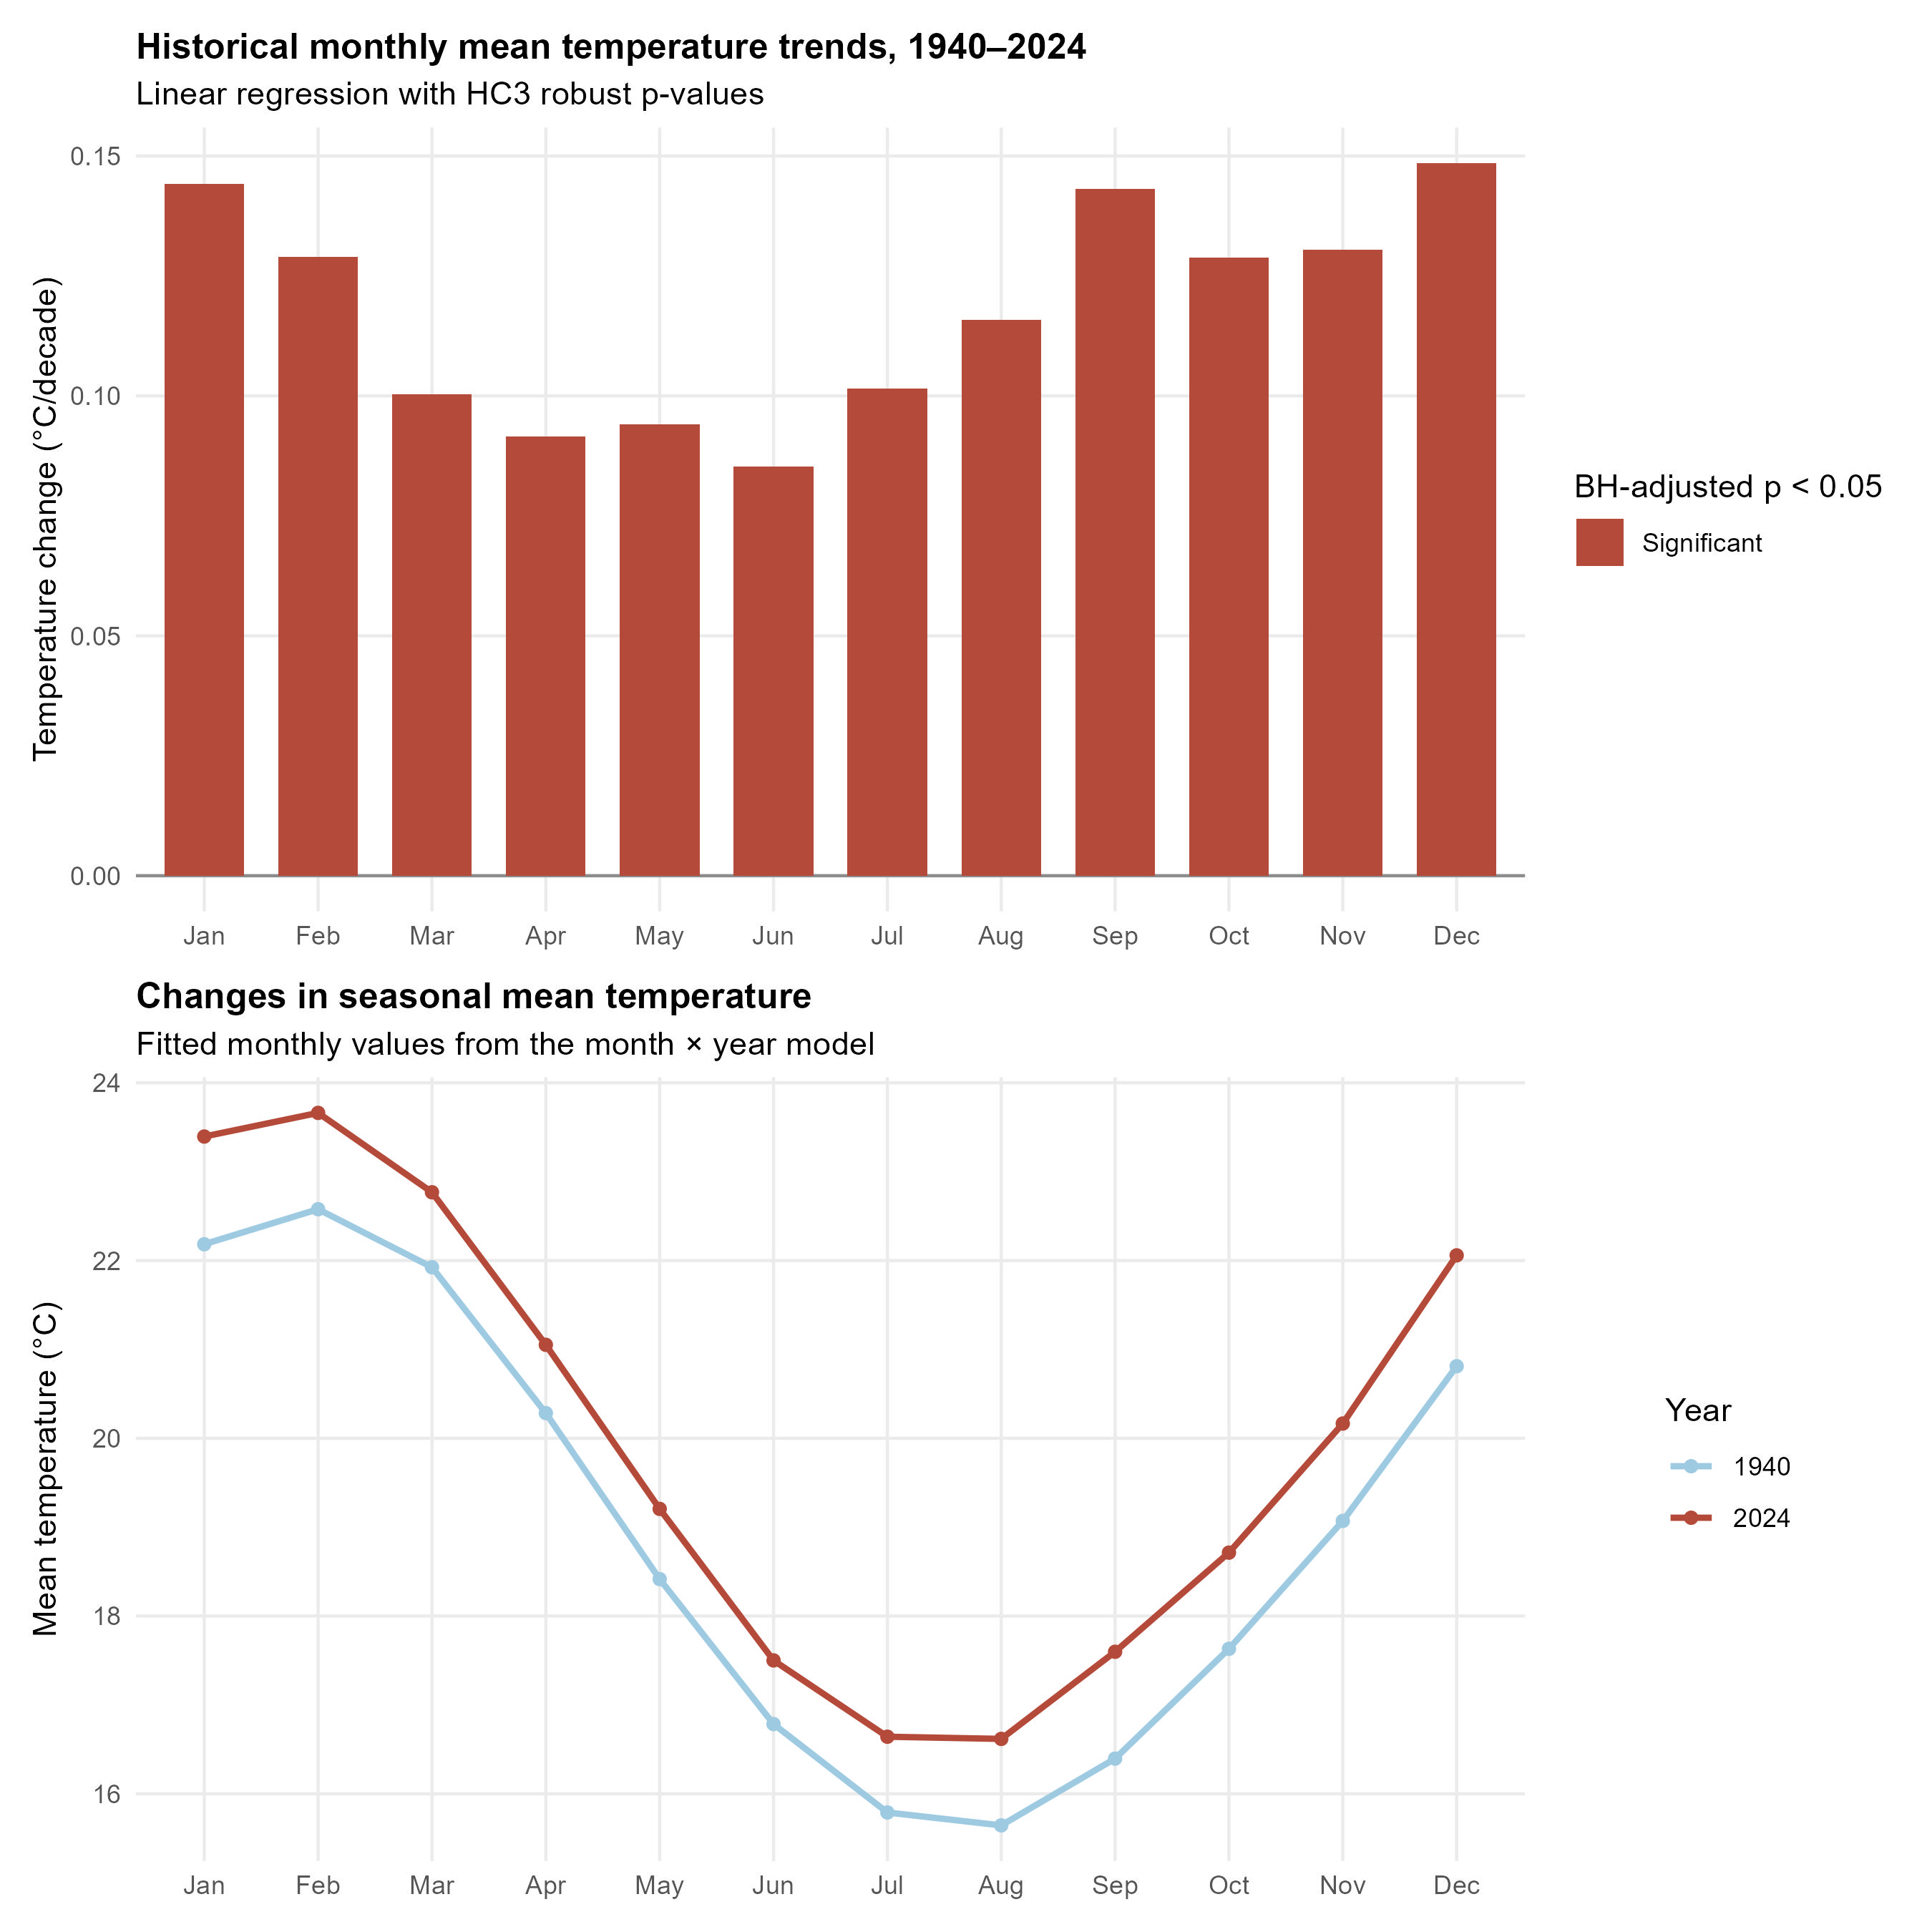 Historical monthly mean temperature trends, 1940–2024
Linear regression with HC3 robust p-values
Temperature change (°C/decade)
0.15
0.10
0.05
0.00
Jan Feb Mar Apr May Jun Jul Aug Sep Oct Nov Dec
BH-adjusted p < 0.05
Significant
Changes in seasonal mean temperature
Fitted monthly values from the month × year model
Mean temperature (°C)
24
22
20
18
16
Jan Feb Mar Apr May Jun Jul Aug Sep Oct Nov Dec
Year
1940
2024